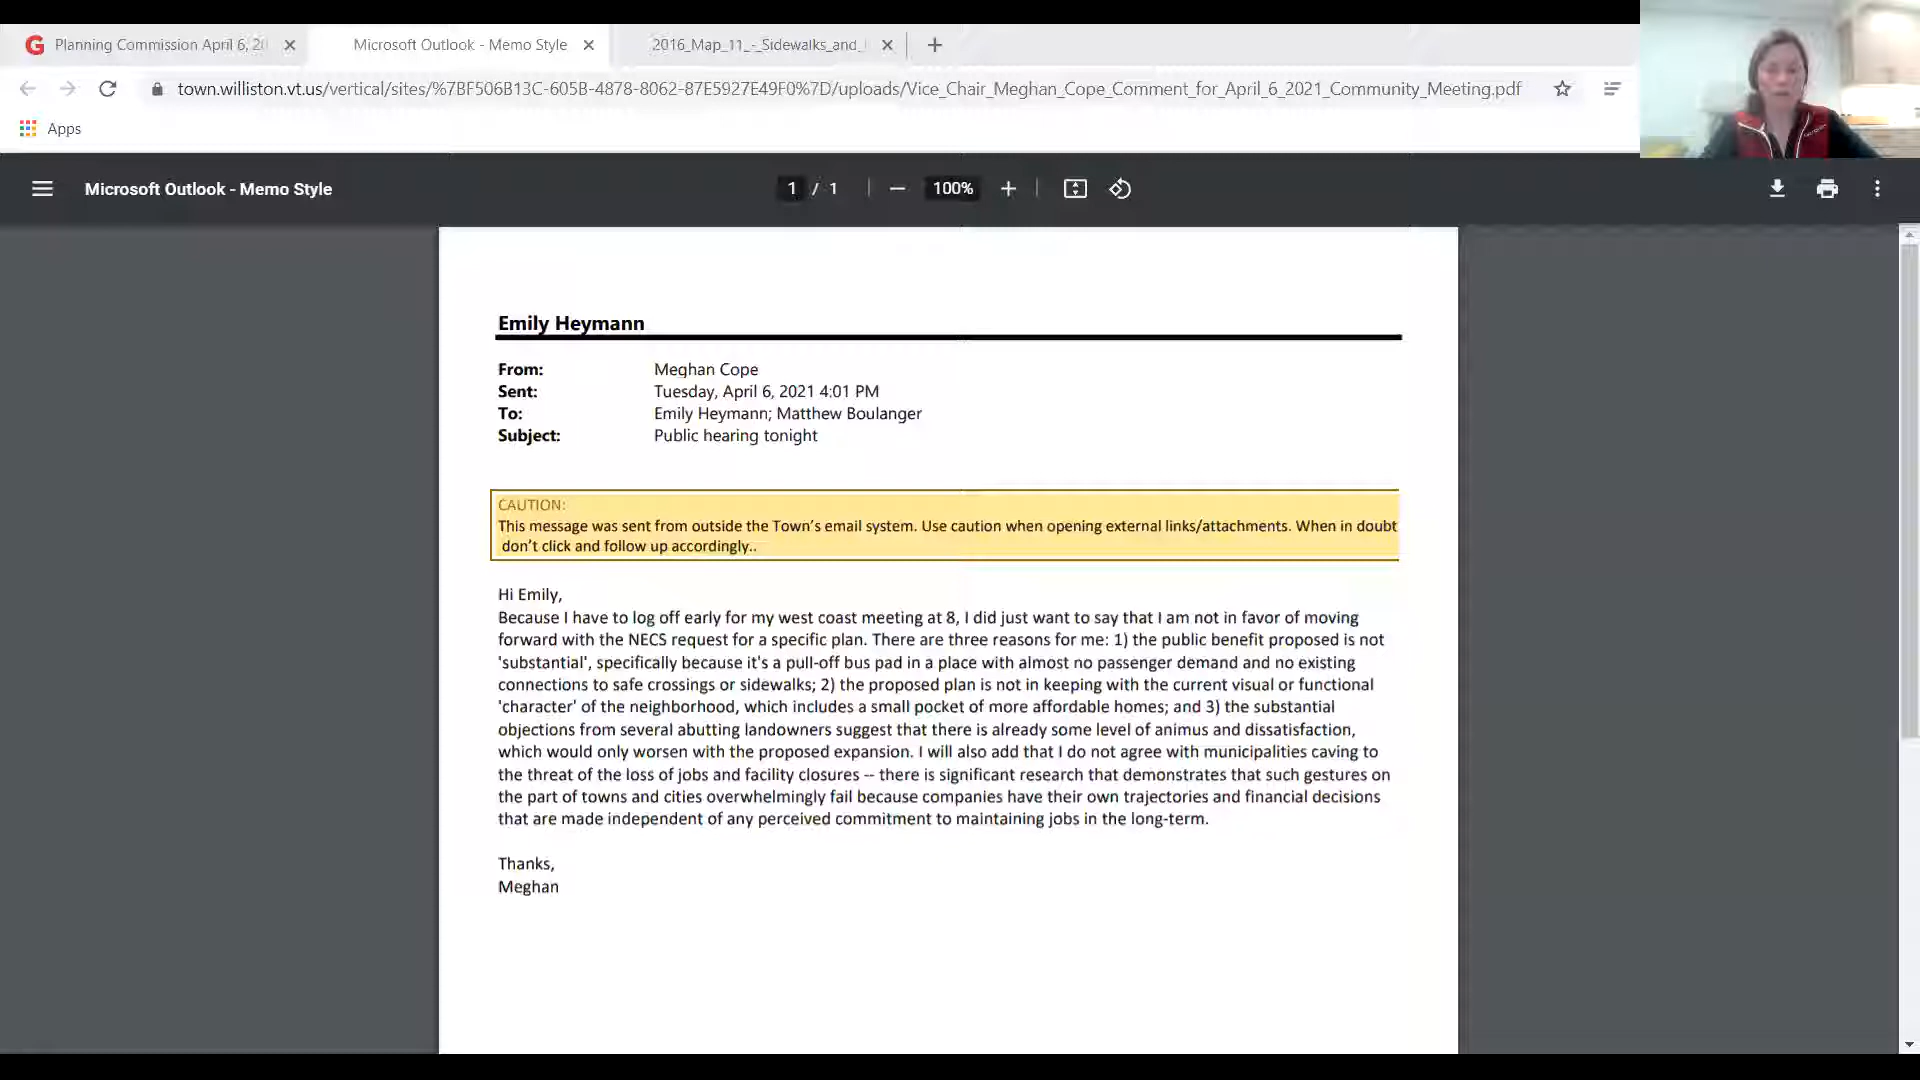 Planning Commission April 6, 20
Microsoft Outlook - Memo Style
2016_Map_11_-_Sidewalks_and_
town.williston.vt.us/vertical/sites/%7BF506B13C-605B-4878-8062-87E5927E49F0%7D/uploads/Vice_Chair_Meghan_Cope_Comment_for_April_6_2021_Community_Meeting.pdf
Apps
Microsoft Outlook - Memo Style
1 / 1
100%
Emily Heymann
From: Meghan Cope
Sent: Tuesday, April 6, 2021 4:01 PM
To: Emily Heymann; Matthew Boulanger
Subject: Public hearing tonight
CAUTION:
This message was sent from outside the Town’s email system. Use caution when opening external links/attachments. When in doubt
don’t click and follow up accordingly..
Hi Emily,
Because I have to log off early for my west coast meeting at 8, I did just want to say that I am not in favor of moving
forward with the NECS request for a specific plan. There are three reasons for me: 1) the public benefit proposed is not
'substantial', specifically because it's a pull-off bus pad in a place with almost no passenger demand and no existing
connections to safe crossings or sidewalks; 2) the proposed plan is not in keeping with the current visual or functional
'character' of the neighborhood, which includes a small pocket of more affordable homes; and 3) the substantial
objections from several abutting landowners suggest that there is already some level of animus and dissatisfaction,
which would only worsen with the proposed expansion. I will also add that I do not agree with municipalities caving to
the threat of the loss of jobs and facility closures -- there is significant research that demonstrates that such gestures on
the part of towns and cities overwhelmingly fail because companies have their own trajectories and financial decisions
that are made independent of any perceived commitment to maintaining jobs in the long-term.
Thanks,
Meghan